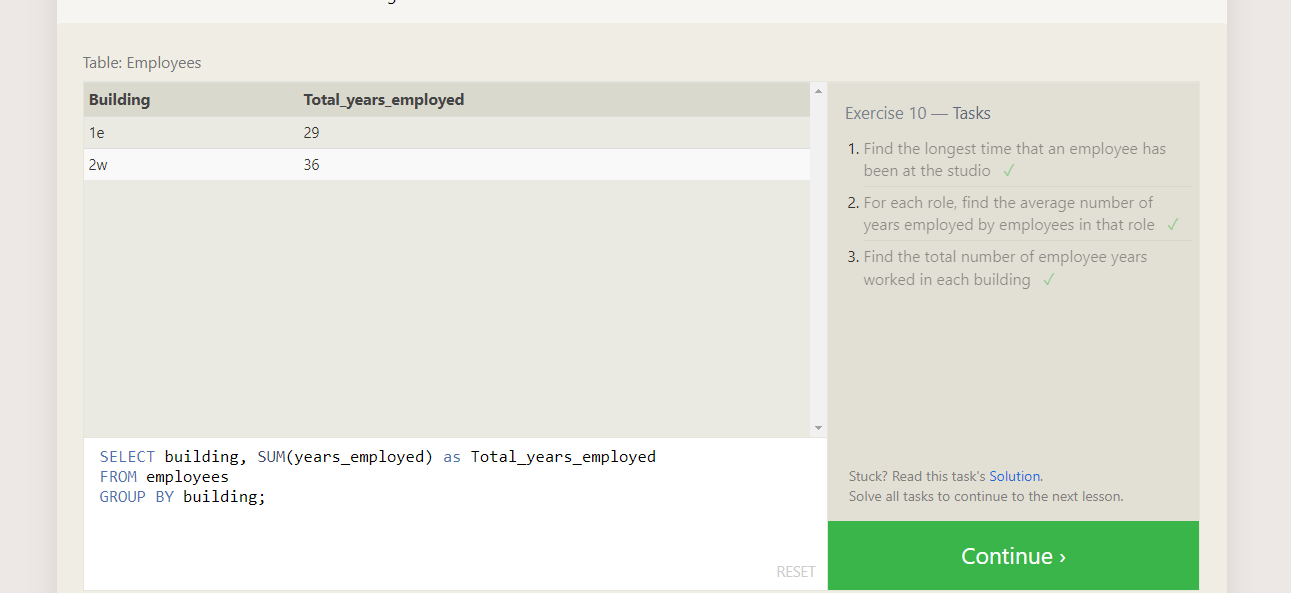 Table: Employees
Building Total_years_employed
1e 29
2w 36
SELECT building, SUM(years_employed) as Total_years_employed
FROM employees
GROUP BY building;
RESET
Exercise 10 — Tasks
1. Find the longest time that an employee has
been at the studio ✓
2. For each role, find the average number of
years employed by employees in that role ✓
3. Find the total number of employee years
worked in each building ✓
Stuck? Read this task's Solution.
Solve all tasks to continue to the next lesson.
Continue ›